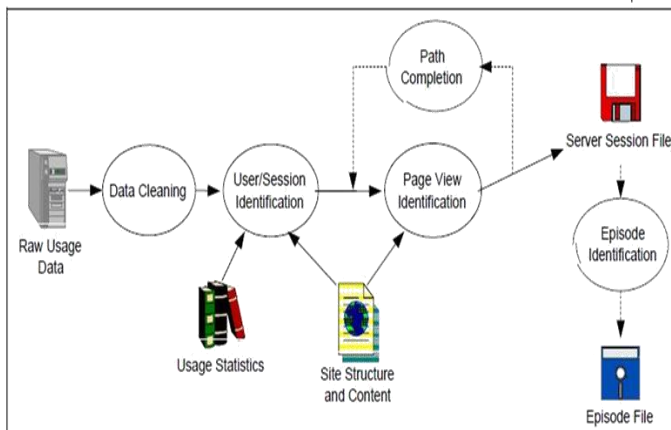 Path
Completion
Server Session File
Data Cleaning
User/Session
Identification
Page View
Identification
Raw Usage
Data
Episode
Identification
Usage Statistics
Site Structure
and Content
Episode File